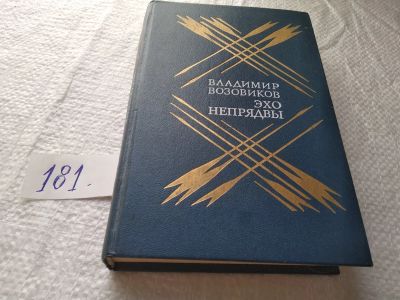 ВЛАДИМИР
ВОЗОВИКОВ
ЭХО
НЕПРЯДВЫ
181.